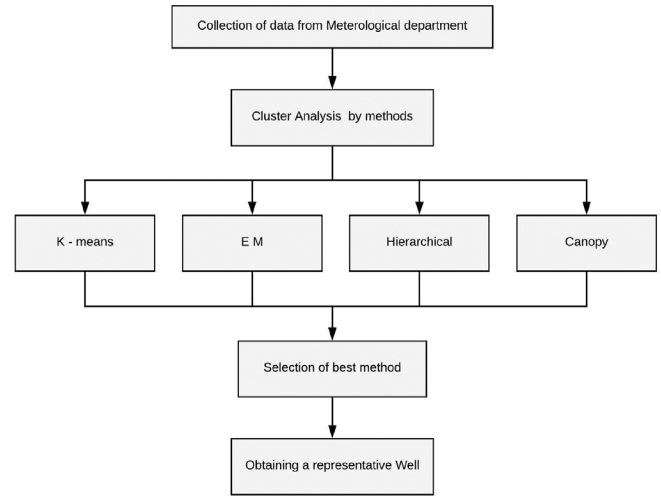 Collection of data from Meterological department
Cluster Analysis by methods
K - means
E M
Hierarchical
Canopy
Selection of best method
Obtaining a representative Well